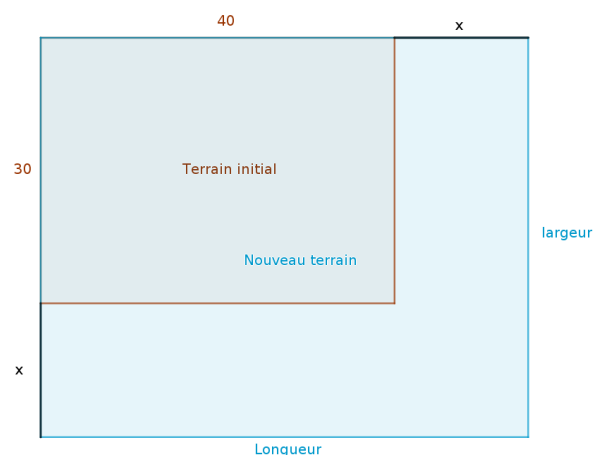 40
x
30
Terrain initial
largeur
Nouveau terrain
x
Longueur